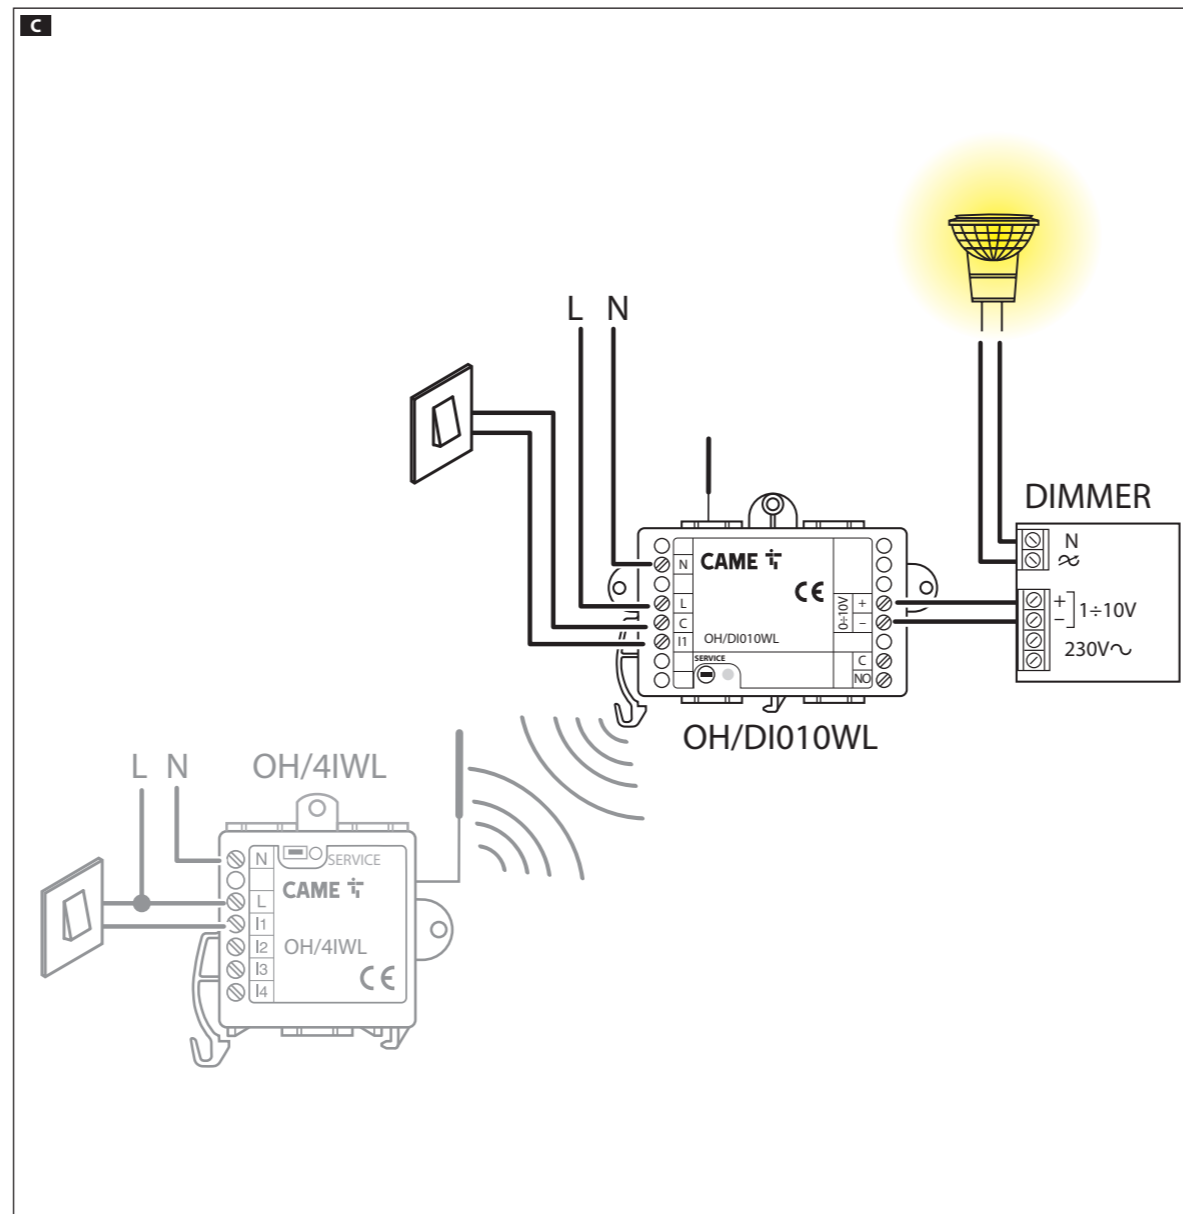 C
L N
DIMMER
N
+
−
1÷10V
230V
N
L
C
I1
CAME
CE
OH/DI010WL
SERVICE
0÷10V
+
−
C
NO
OH/DI010WL
L N
OH/4IWL
N
L
I1
I2
I3
I4
SERVICE
CAME
OH/4IWL
CE